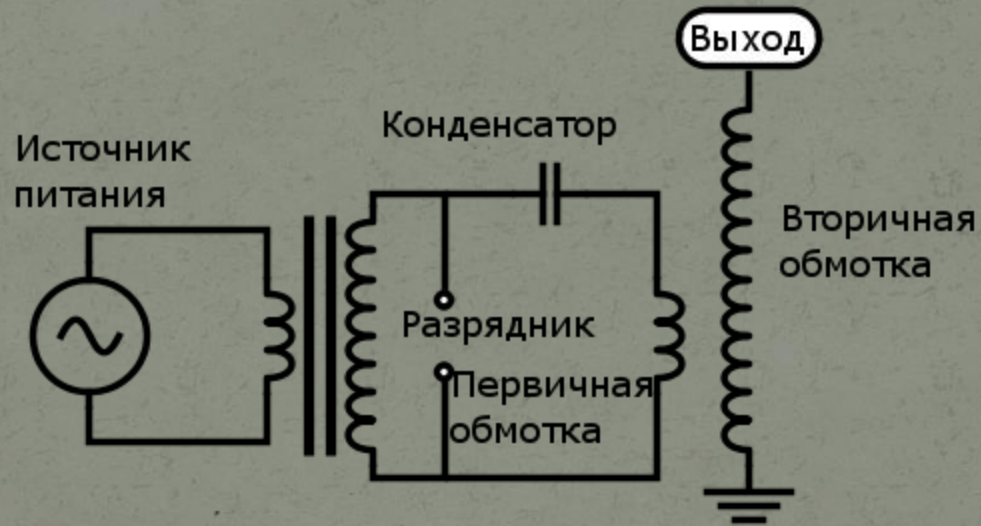 Выход
Конденсатор
Источник
питания
Вторичная
обмотка
Разрядник
Первичная
обмотка